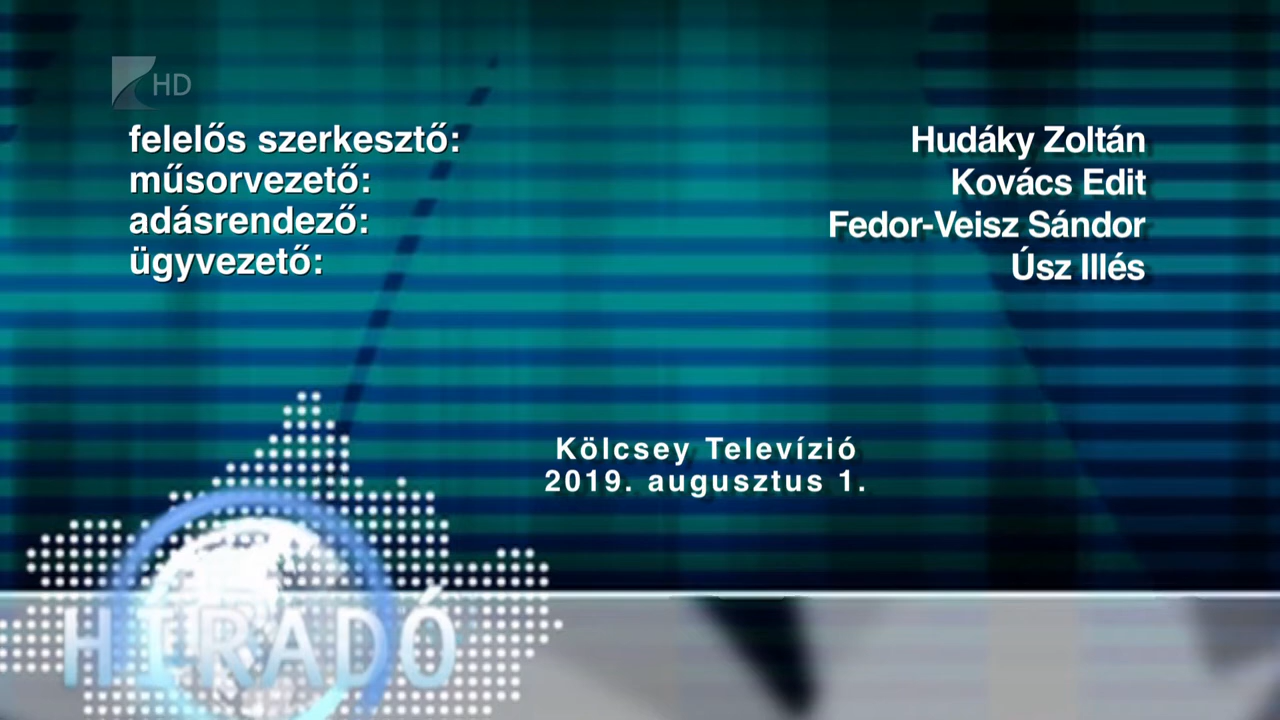 HD
felelős szerkesztő: Hudáky Zoltán
műsorvezető: Kovács Edit
adásrendező: Fedor-Veisz Sándor
ügyvezető: Úsz Illés
Kölcsey Televízió
2019. augusztus 1.
HÍRADÓ